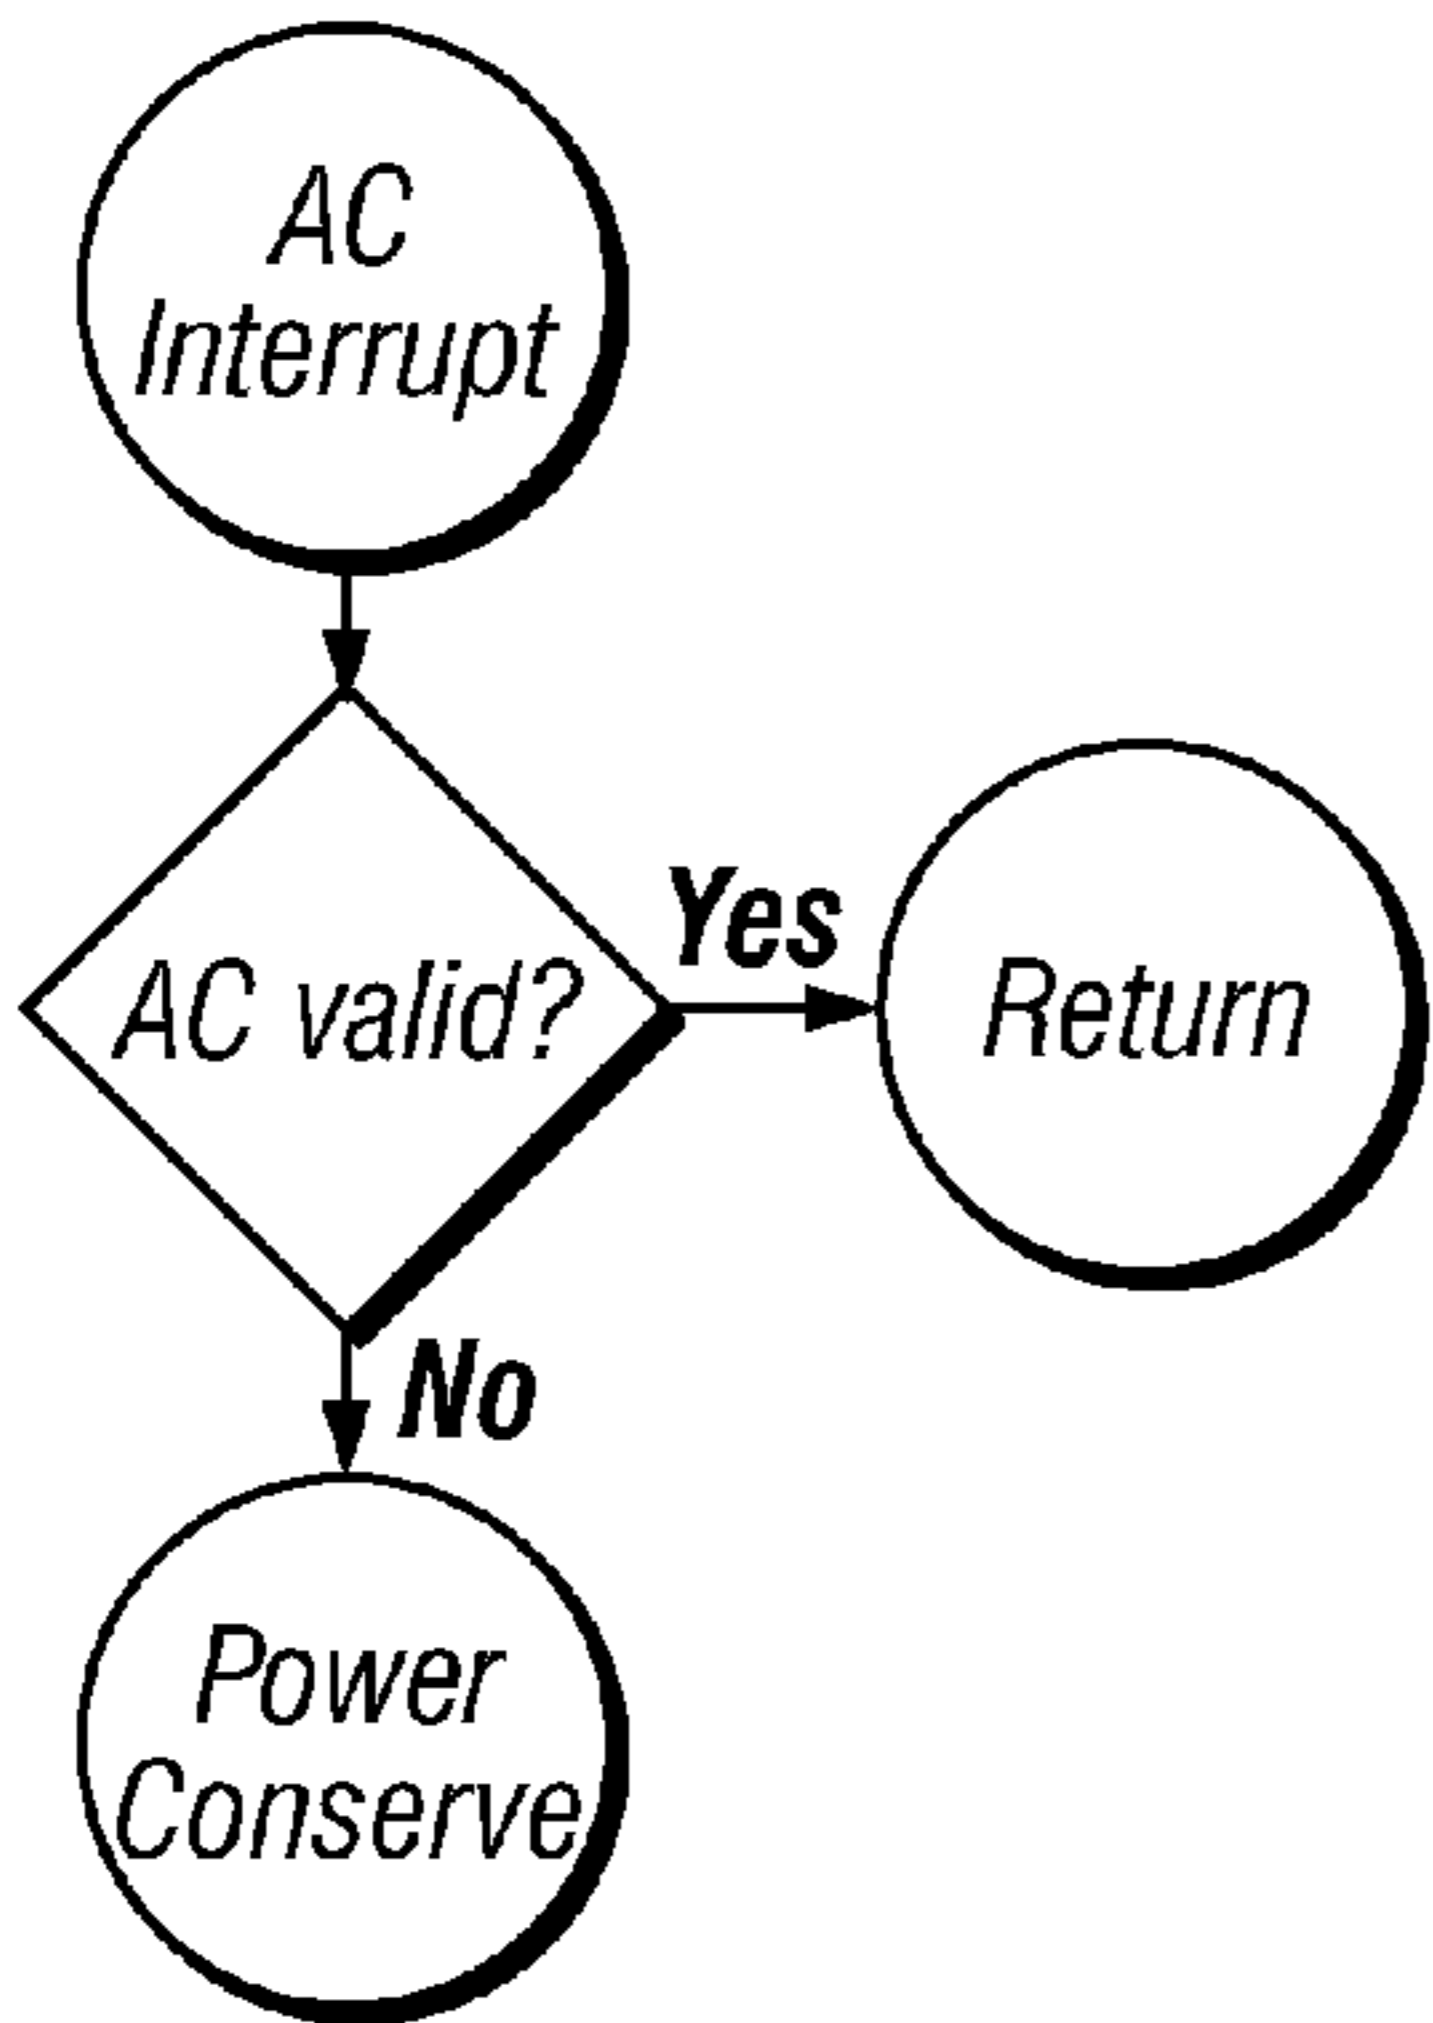 AC
Interrupt
AC valid?
Yes
Return
No
Power
Conserve